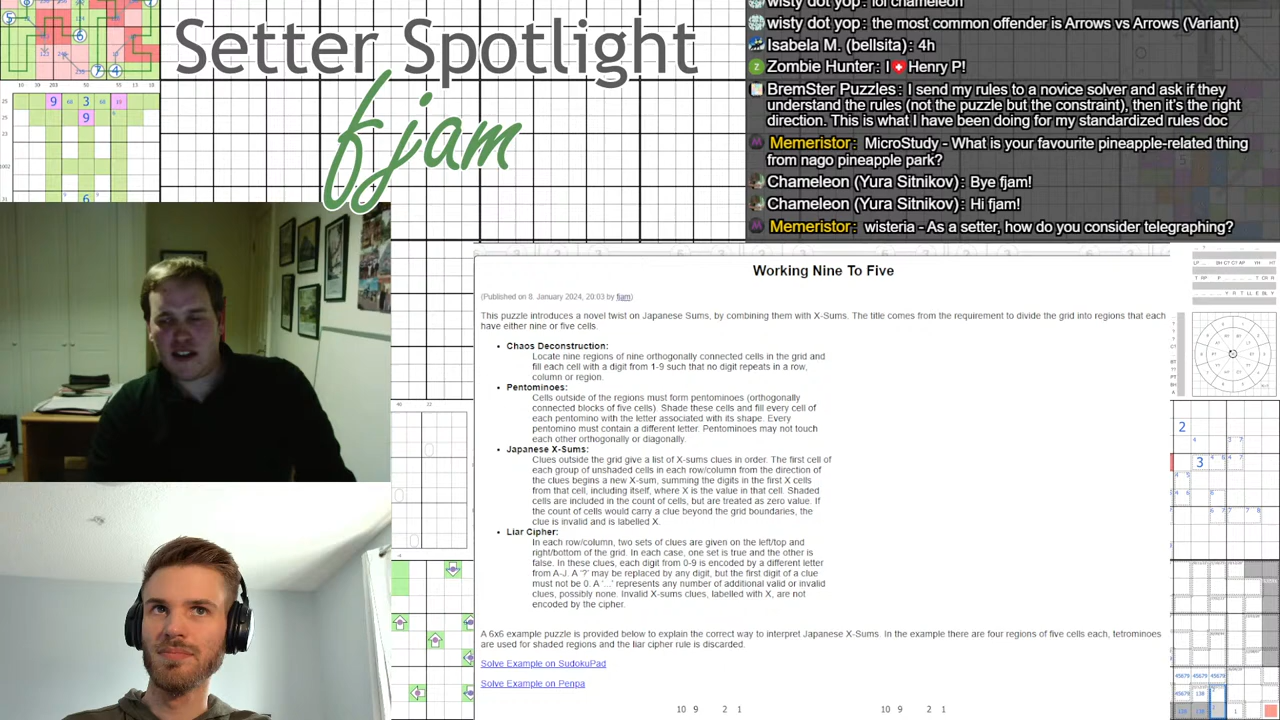 Setter Spotlight
fjam
wisty dot yop: lol chameleon
wisty dot yop: the most common offender is Arrows vs Arrows (Variant)
Isabela M. (bellsita): 4h
Zombie Hunter: I Henry P!
BremSter Puzzles: I send my rules to a novice solver and ask if they
understand the rules (not the puzzle but the constraint), then it's the right
direction. This is what I have been doing for my standardized rules doc
Memeristor: MicroStudy - What is your favourite pineapple-related thing
from nago pineapple park?
Chameleon (Yura Sitnikov): Bye fjam!
Chameleon (Yura Sitnikov): Hi fjam!
Memeristor: wisteria - As a setter, how do you consider telegraphing?
Working Nine To Five
(Published on 8. January 2024, 20:03 by fjam)
This puzzle introduces a novel twist on Japanese Sums, by combining them with X-Sums. The title comes from the requirement to divide the grid into regions that each
have either nine or five cells.
• Chaos Deconstruction:
Locate nine regions of nine orthogonally connected cells in the grid and
fill each cell with a digit from 1-9 such that no digit repeats in a row,
column or region.
• Pentominoes:
Cells outside of the regions must form pentominoes (orthogonally
connected blocks of five cells). Shade these cells and fill every cell of
each pentomino with the letter associated with its shape. Every
pentomino must contain a different letter. Pentominoes may not touch
each other orthogonally or diagonally.
• Japanese X-Sums:
Clues outside the grid give a list of X-sums clues in order. The first cell of
each group of unshaded cells in each row/column from the direction of
the clues begins a new X-sum, summing the digits in the first X cells
from that cell, including itself, where X is the value in that cell. Shaded
cells are included in the count of cells, but are treated as zero value. If
the count of cells would carry a clue beyond the grid boundaries, the
clue is invalid and is labelled X.
• Liar Cipher:
In each row/column, two sets of clues are given on the left/top and
right/bottom of the grid. In each case, one set is true and the other is
false. In these clues, each digit from 0-9 is encoded by a different letter
from A-J. A '?' may be replaced by any digit, but the first digit of a clue
must not be 0. A '...' represents any number of additional valid or invalid
clues, possibly none. Invalid X-sums clues, labelled with X, are not
encoded by the cipher.
A 6x6 example puzzle is provided below to explain the correct way to interpret Japanese X-Sums. In the example there are four regions of five cells each, tetrominoes
are used for shaded regions and the liar cipher rule is discarded.
Solve Example on SudokuPad
Solve Example on Penpa
10 9 2 1 10 9 2 1